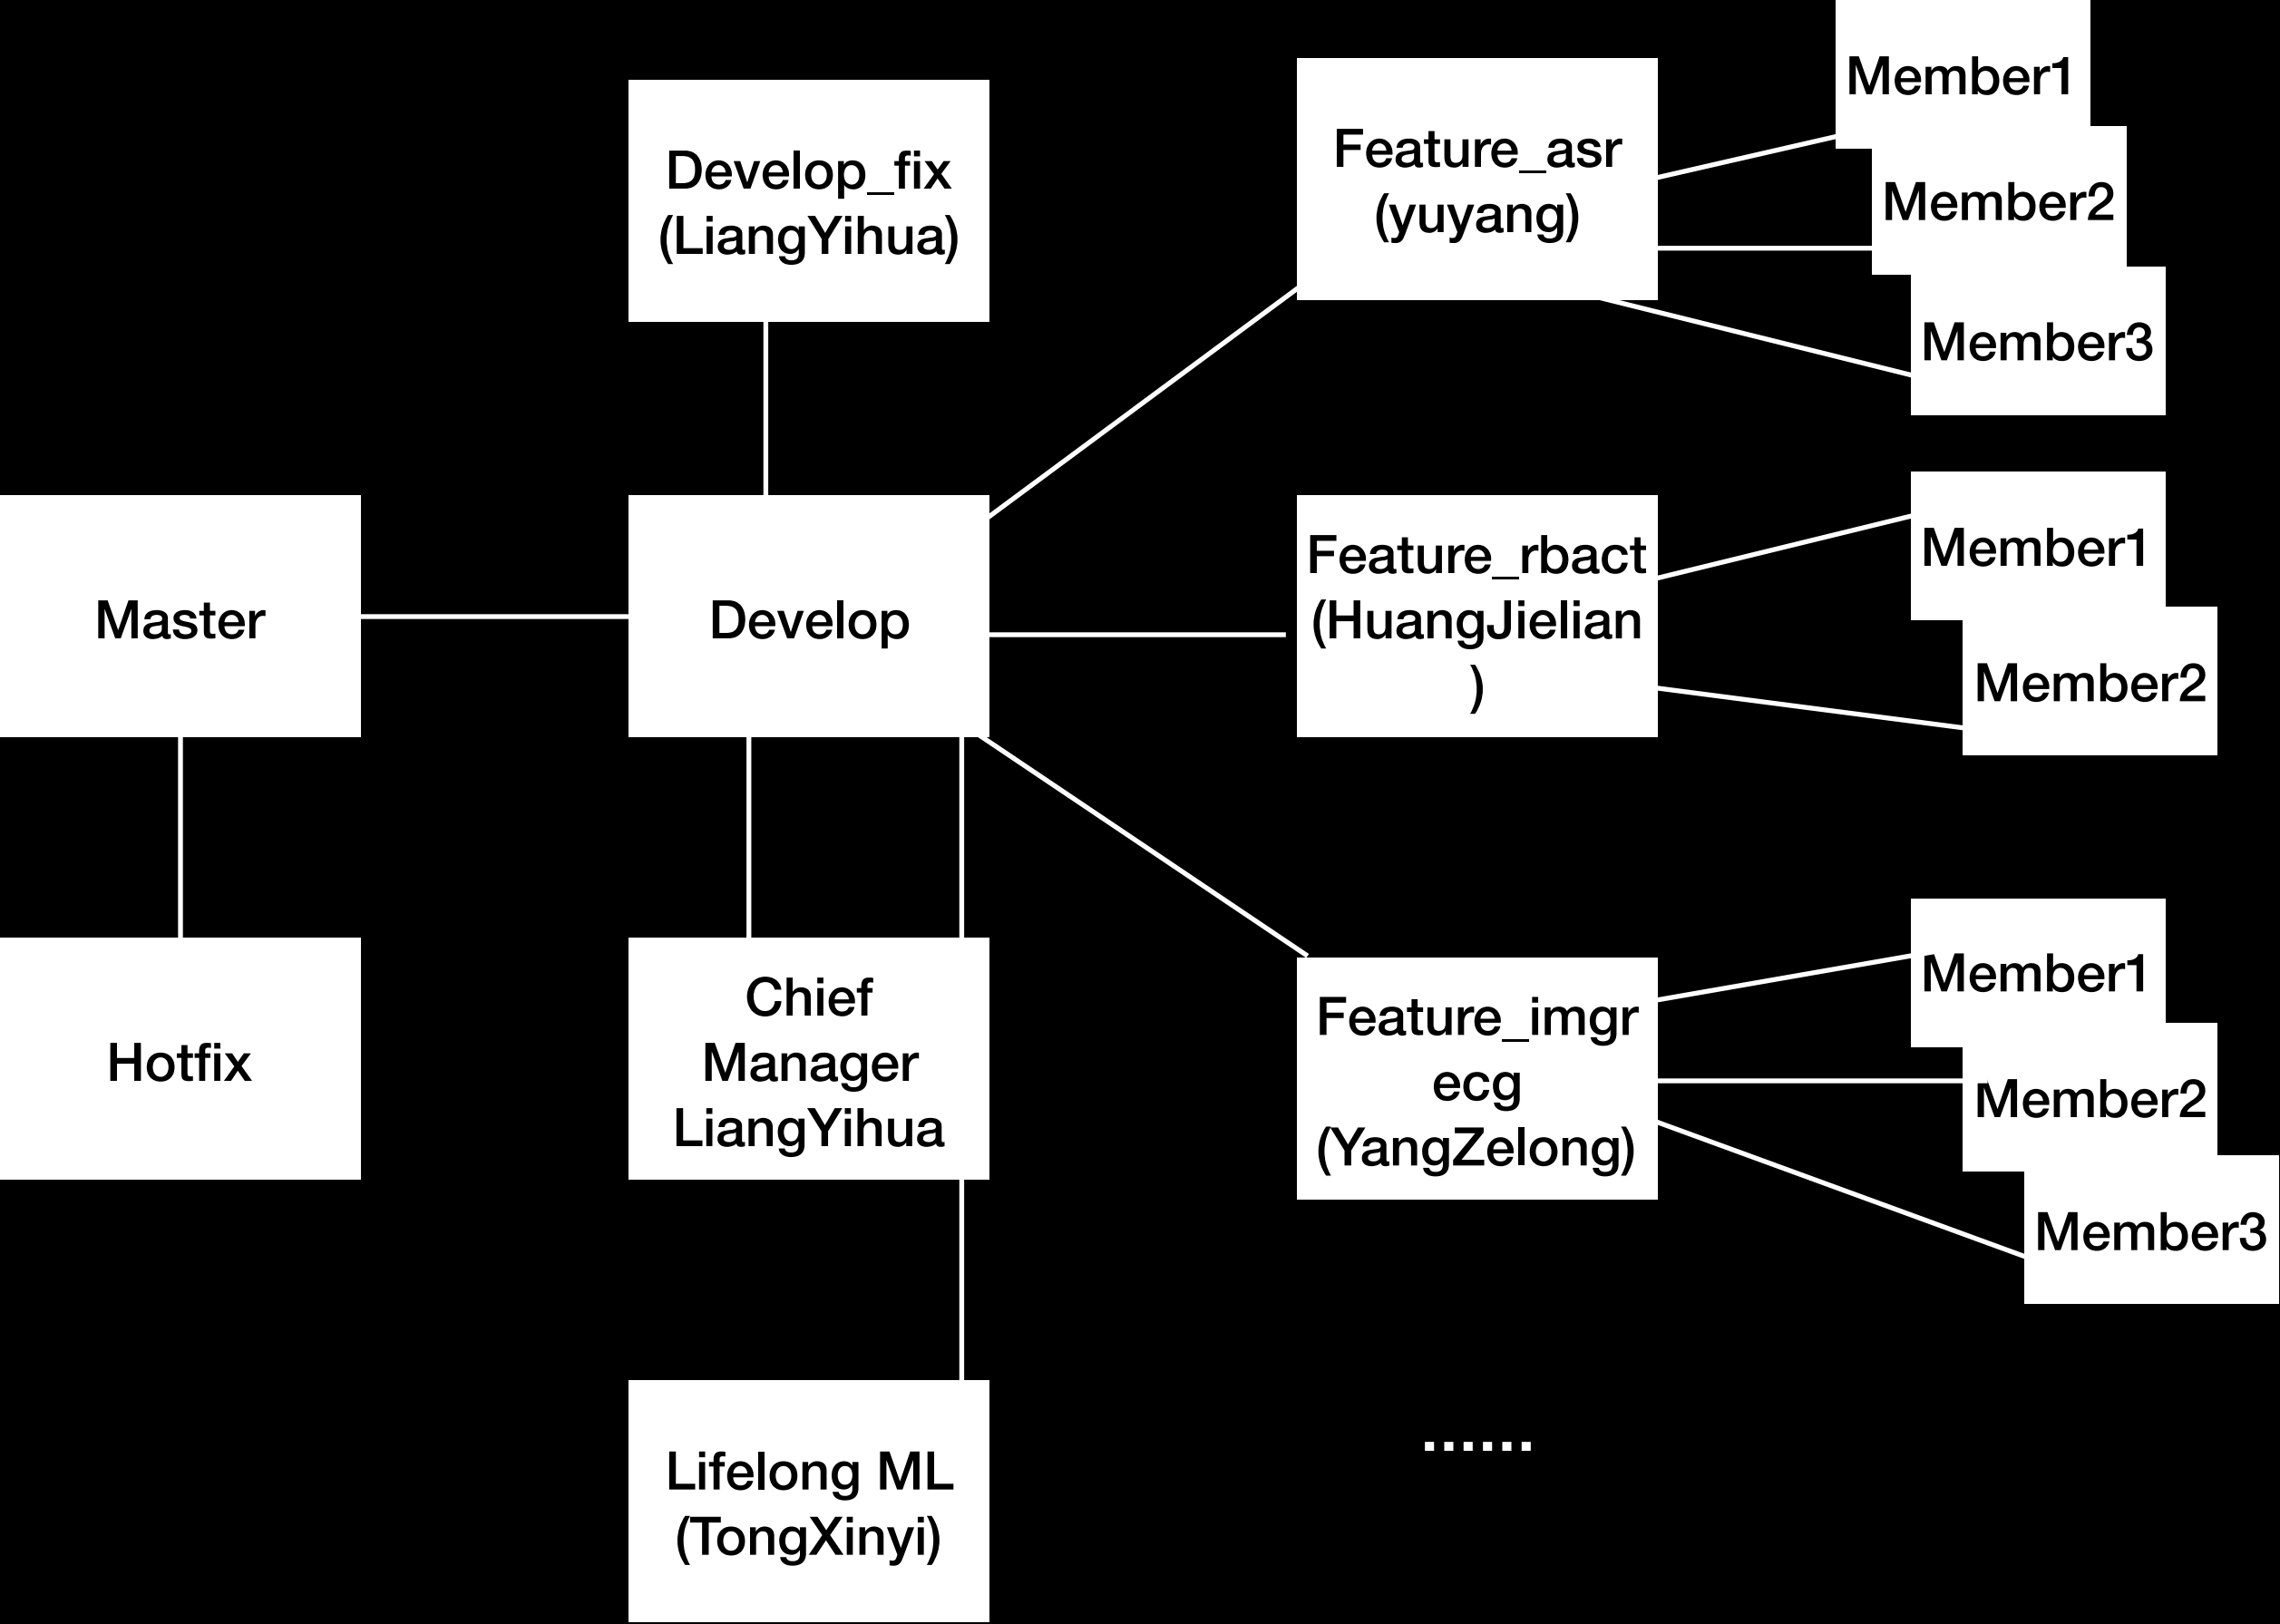 Develop_fix
(LiangYihua)
Feature_asr
(yuyang)
Member1
Member2
Member3
Master
Develop
Feature_rbact
(HuangJielian
)
Member1
Member2
Hotfix
Chief
Manager
LiangYihua
Feature_imgr
ecg
(YangZelong)
Member1
Member2
Member3
Lifelong ML
(TongXinyi)
......